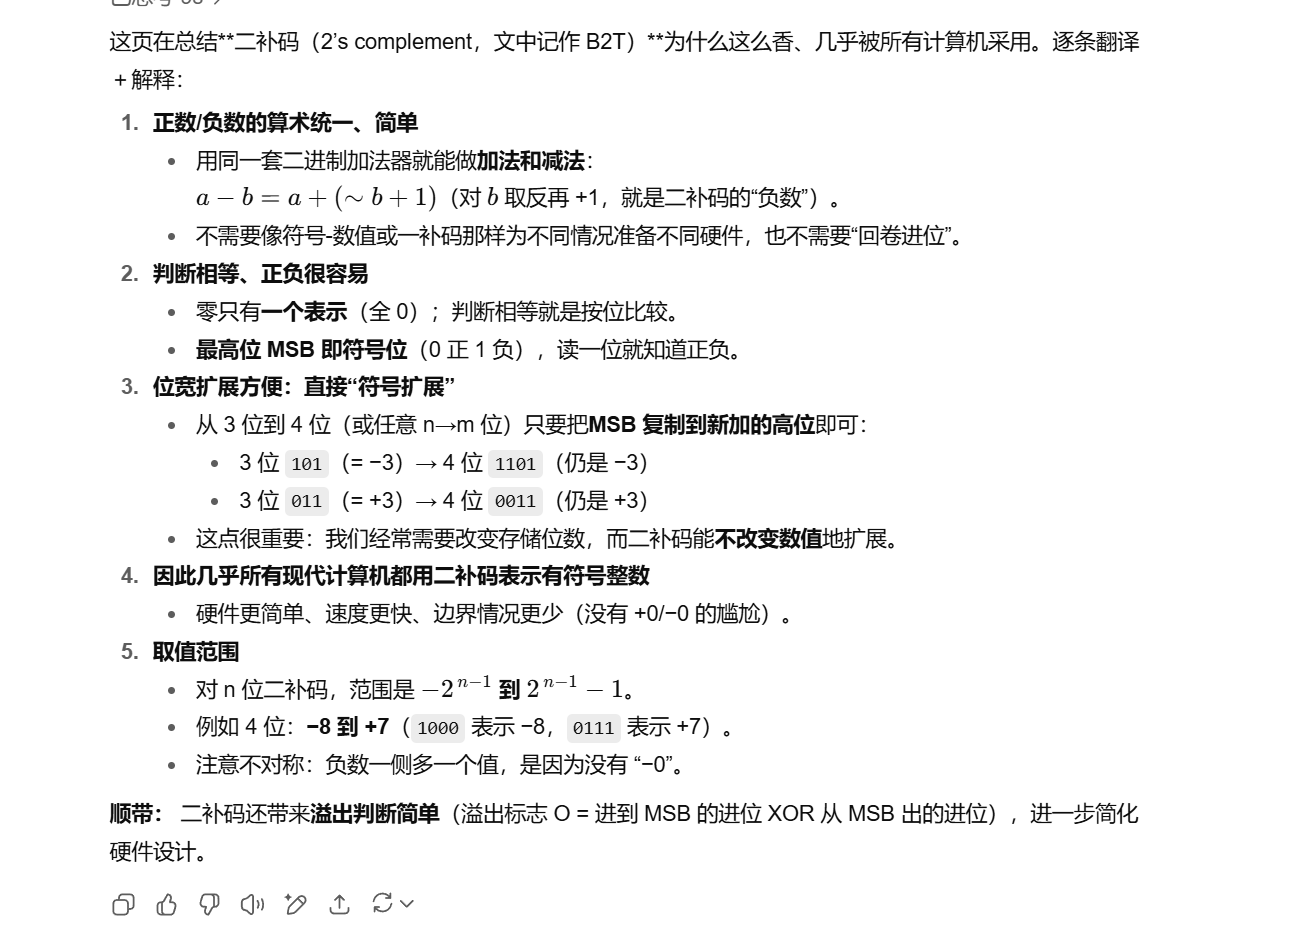 这页在总结**二补码（2’s complement，文中记作 B2T）**为什么这么香、几乎被所有计算机采用。逐条翻译
+ 解释：
1. 正数/负数的算术统一、简单
• 用同一套二进制加法器就能做加法和减法：
a − b = a + (∼ b + 1)（对 b 取反再 +1，就是二补码的“负数”）。
• 不需要像符号-数值或一补码那样为不同情况准备不同硬件，也不需要“回卷进位”。
2. 判断相等、正负很容易
• 零只有一个表示（全 0）；判断相等就是按位比较。
• 最高位 MSB 即符号位（0 正 1 负），读一位就知道正负。
3. 位宽扩展方便：直接“符号扩展”
• 从 3 位到 4 位（或任意 n→m 位）只要把MSB 复制到新加的高位即可：
• 3 位 101（= −3）→ 4 位 1101（仍是 −3）
• 3 位 011（= +3）→ 4 位 0011（仍是 +3）
• 这点很重要：我们经常需要改变存储位数，而二补码能不改变数值地扩展。
4. 因此几乎所有现代计算机都用二补码表示有符号整数
• 硬件更简单、速度更快、边界情况更少（没有 +0/−0 的尴尬）。
5. 取值范围
• 对 n 位二补码，范围是 −2ⁿ⁻¹ 到 2ⁿ⁻¹ − 1。
• 例如 4 位：−8 到 +7（1000 表示 −8，0111 表示 +7）。
• 注意不对称：负数一侧多一个值，是因为没有 “−0”。
顺带： 二补码还带来溢出判断简单（溢出标志 O = 进到 MSB 的进位 XOR 从 MSB 出的进位），进一步简化
硬件设计。